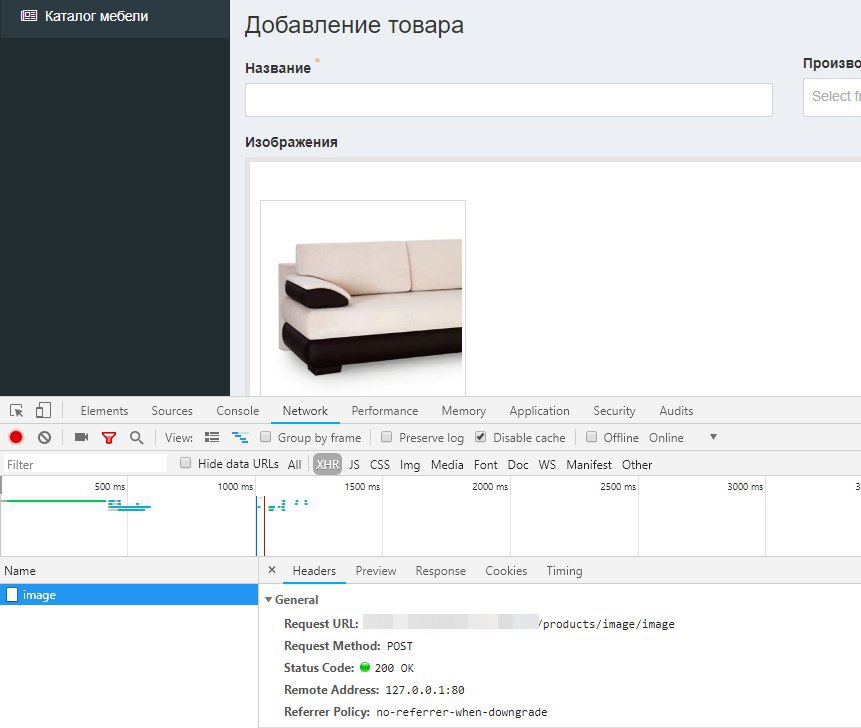 Каталог мебели
Добавление товара
Название *
Произво
Select fr
Изображения
Elements Sources Console Network Performance Memory Application Security Audits
View: Group by frame Preserve log Disable cache Offline Online
Filter Hide data URLs All XHR JS CSS Img Media Font Doc WS Manifest Other
500 ms 1000 ms 1500 ms 2000 ms 2500 ms 3000 ms 3
Name × Headers Preview Response Cookies Timing
image
General
Request URL: /products/image/image
Request Method: POST
Status Code: 200 OK
Remote Address: 127.0.0.1:80
Referrer Policy: no-referrer-when-downgrade